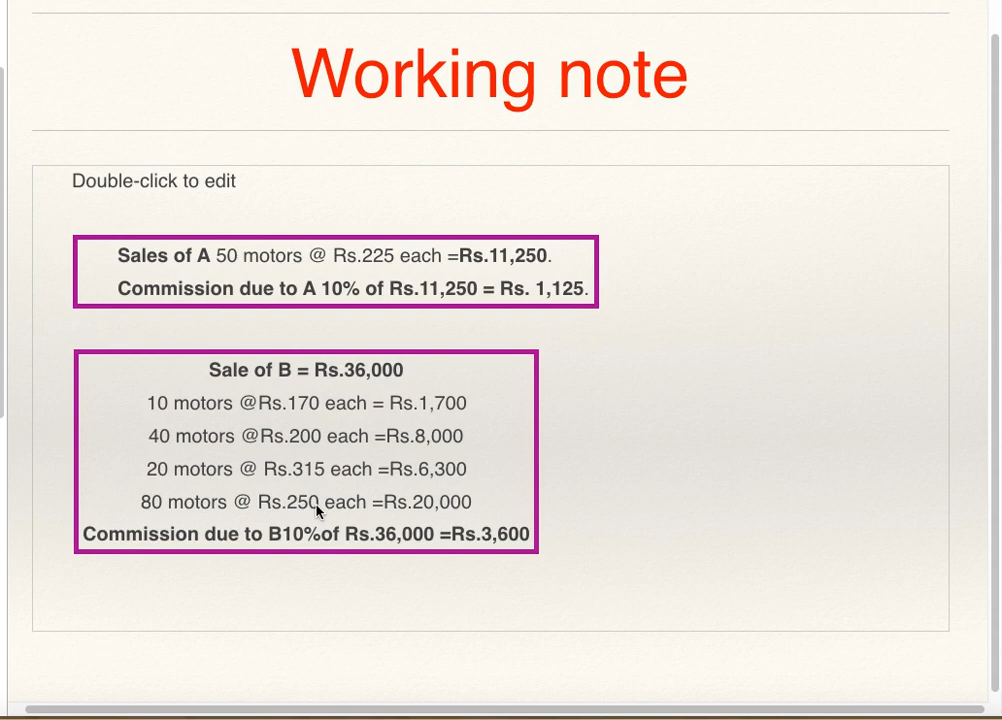 Working note
Double-click to edit
Sales of A 50 motors @ Rs.225 each =Rs.11,250.
Commission due to A 10% of Rs.11,250 = Rs. 1,125.
Sale of B = Rs.36,000
10 motors @Rs.170 each = Rs.1,700
40 motors @Rs.200 each =Rs.8,000
20 motors @ Rs.315 each =Rs.6,300
80 motors @ Rs.250 each =Rs.20,000
Commission due to B10%of Rs.36,000 =Rs.3,600